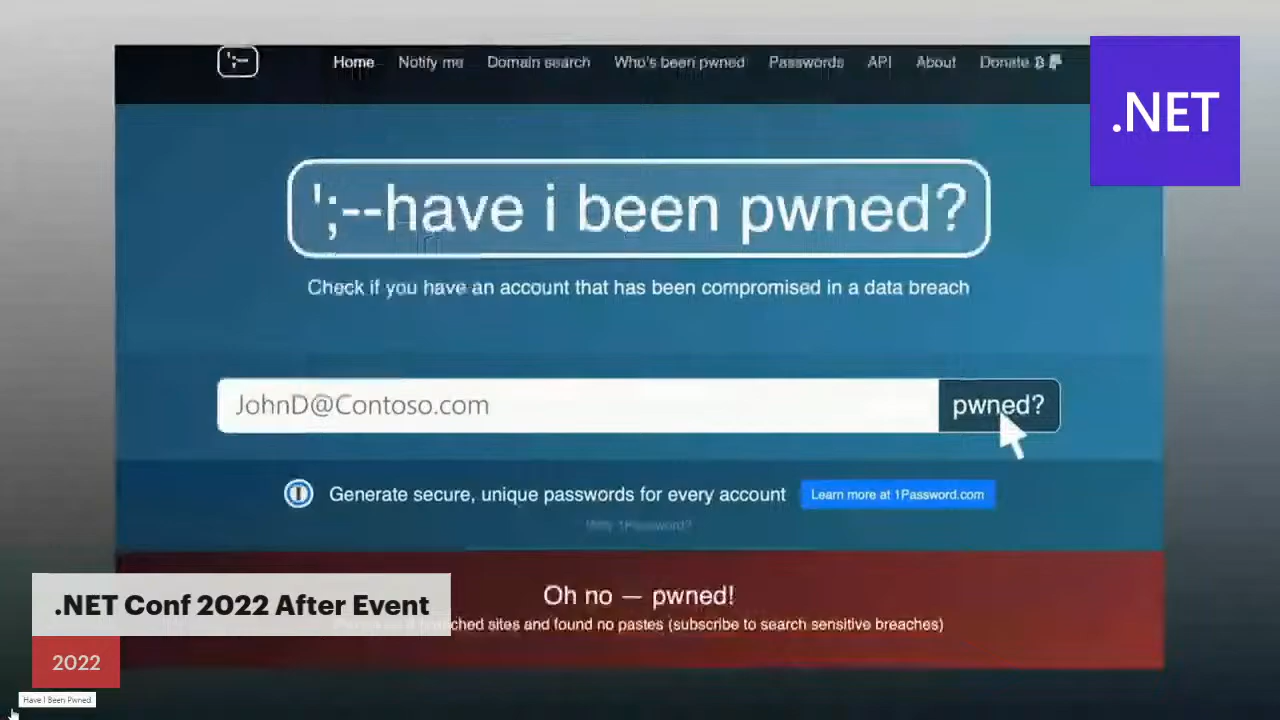 ';--
Home Notify me Domain search Who's been pwned Passwords API About Donate
.NET
';--have i been pwned?
Check if you have an account that has been compromised in a data breach
JohnD@Contoso.com pwned?
Generate secure, unique passwords for every account Learn more at 1Password.com
Why 1Password?
Oh no — pwned!
sites and found no pastes (subscribe to search sensitive breaches)
.NET Conf 2022 After Event
2022
Have I Been Pwned